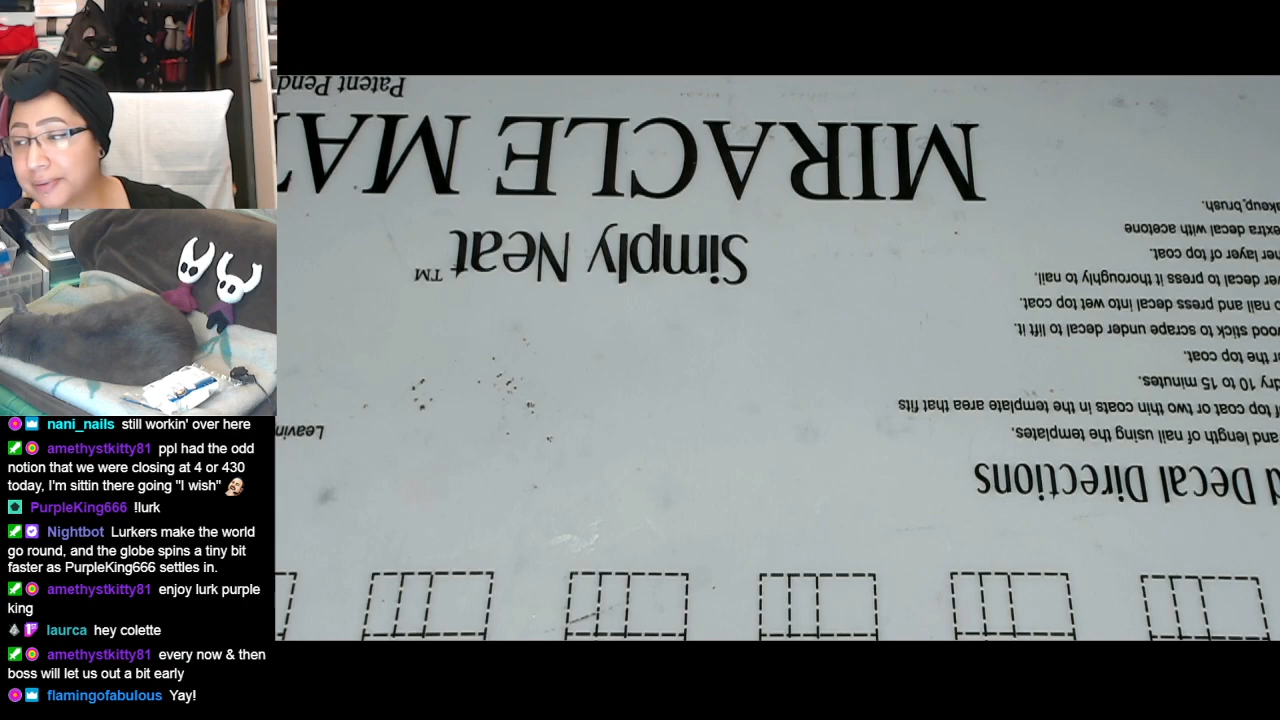 Patent Pend
MIRACLE MA
Simply Neat™
akeup brush.
extra decal with acetone
er layer of top coat.
ver decal to press it thoroughly to nail.
o nail and press decal into wet top coat.
wood stick to scrape under decal to lift it.
or the top coat.
dry 10 to 15 minutes.
f top coat or two thin coats in the template area that fits
and length of nail using the templates.
Leavin
d Decal Directions
nani_nails still workin' over here
amethystkitty81 ppl had the odd
notion that we were closing at 4 or 430
today, I'm sittin there going "I wish"
PurpleKing666 !lurk
Nightbot Lurkers make the world
go round, and the globe spins a tiny bit
faster as PurpleKing666 settles in.
amethystkitty81 enjoy lurk purple
king
laurca hey colette
amethystkitty81 every now & then
boss will let us out a bit early
flamingofabulous Yay!